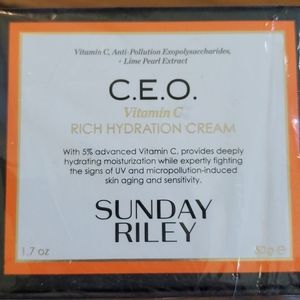 Vitamin C, Anti-Pollution Exopolysaccharides,
+ Lime Pearl Extract
C.E.O.
Vitamin C
RICH HYDRATION CREAM
With 5% advanced Vitamin C, provides deeply
hydrating moisturization while expertly fighting
the signs of UV and micropollution-induced
skin aging and sensitivity.
SUNDAY
RILEY
1.7 oz
50g e